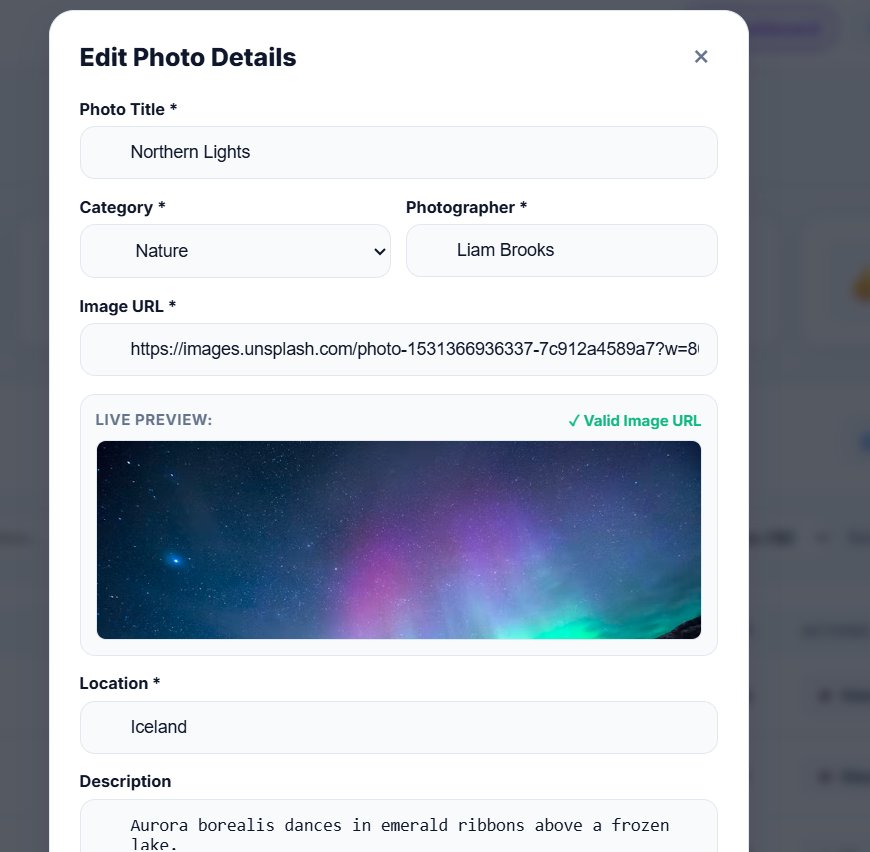 Edit Photo Details
×
Photo Title *
Northern Lights
Category * Photographer *
Nature Liam Brooks
Image URL *
https://images.unsplash.com/photo-1531366936337-7c912a4589a7?w=8
LIVE PREVIEW: ✓ Valid Image URL
Location *
Iceland
Description
Aurora borealis dances in emerald ribbons above a frozen
lake.